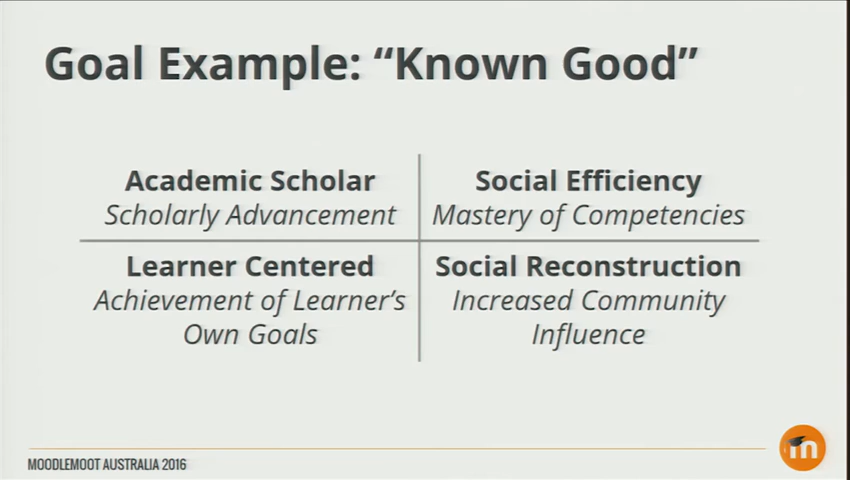 Goal Example: “Known Good”
Academic Scholar
Scholarly Advancement
Social Efficiency
Mastery of Competencies
Learner Centered
Achievement of Learner’s
Own Goals
Social Reconstruction
Increased Community
Influence
MOODLEMOOT AUSTRALIA 2016
m